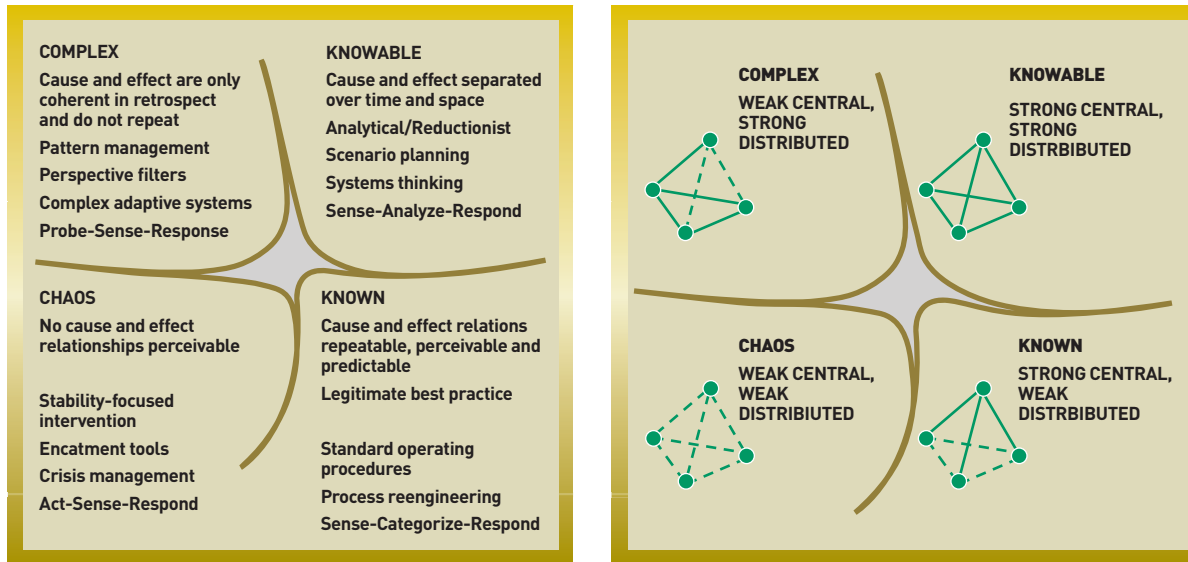 COMPLEX
Cause and effect are only
coherent in retrospect
and do not repeat
Pattern management
Perspective filters
Complex adaptive systems
Probe-Sense-Response
KNOWABLE
Cause and effect separated
over time and space
Analytical/Reductionist
Scenario planning
Systems thinking
Sense-Analyze-Respond
CHAOS
No cause and effect
relationships perceivable
Stability-focused
intervention
Encatment tools
Crisis management
Act-Sense-Respond
KNOWN
Cause and effect relations
repeatable, perceivable and
predictable
Legitimate best practice
Standard operating
procedures
Process reengineering
Sense-Categorize-Respond
COMPLEX
WEAK CENTRAL,
STRONG
DISTRIBUTED
KNOWABLE
STRONG CENTRAL,
STRONG
DISTRBIBUTED
CHAOS
WEAK CENTRAL,
WEAK
DISTRIBIUTED
KNOWN
STRONG CENTRAL,
WEAK
DISTRBIBUTED